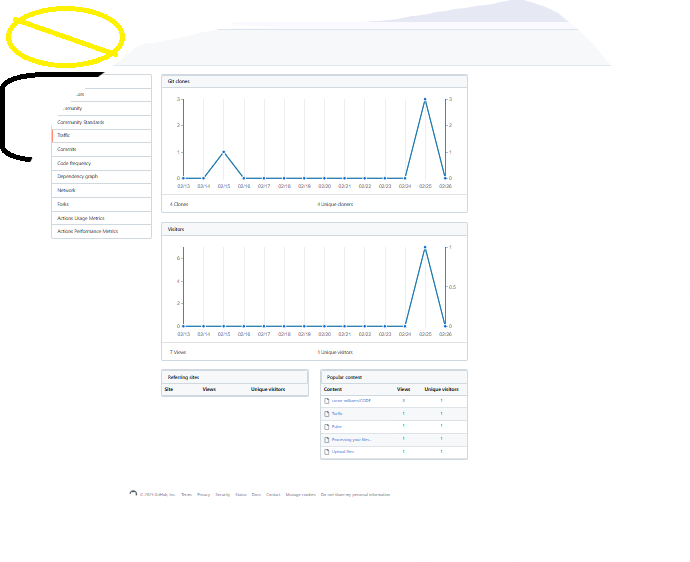 Git clones
munity
Community Standards
Traffic
Commits
Code frequency
Dependency graph
Network
Forks
Actions Usage Metrics
Actions Performance Metrics
3 3
2 2
1 1
0 0
02/13 02/14 02/15 02/16 02/17 02/18 02/19 02/20 02/21 02/22 02/23 02/24 02/25 02/26
4 Clones 4 Unique cloners
Visitors
6 1
4 0.5
2
0 0
02/13 02/14 02/15 02/16 02/17 02/18 02/19 02/20 02/21 02/22 02/23 02/24 02/25 02/26
7 Views 1 Unique visitors
Referring sites
Site Views Unique visitors
Popular content
Content Views Unique visitors
1
Traffic 1 1
Pulse 1 1
Processing your files... 1 1
Upload files 1 1
© 2025 GitHub, Inc. Terms Privacy Security Status Docs Contact Manage cookies Do not share my personal information